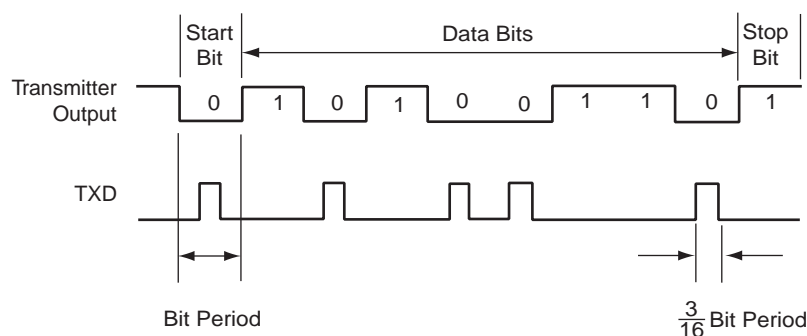 Start
Bit
Data Bits
Stop
Bit
Transmitter
Output
0 1 0 1 0 0 1 1 0 1
TXD
Bit Period
3
16 Bit Period